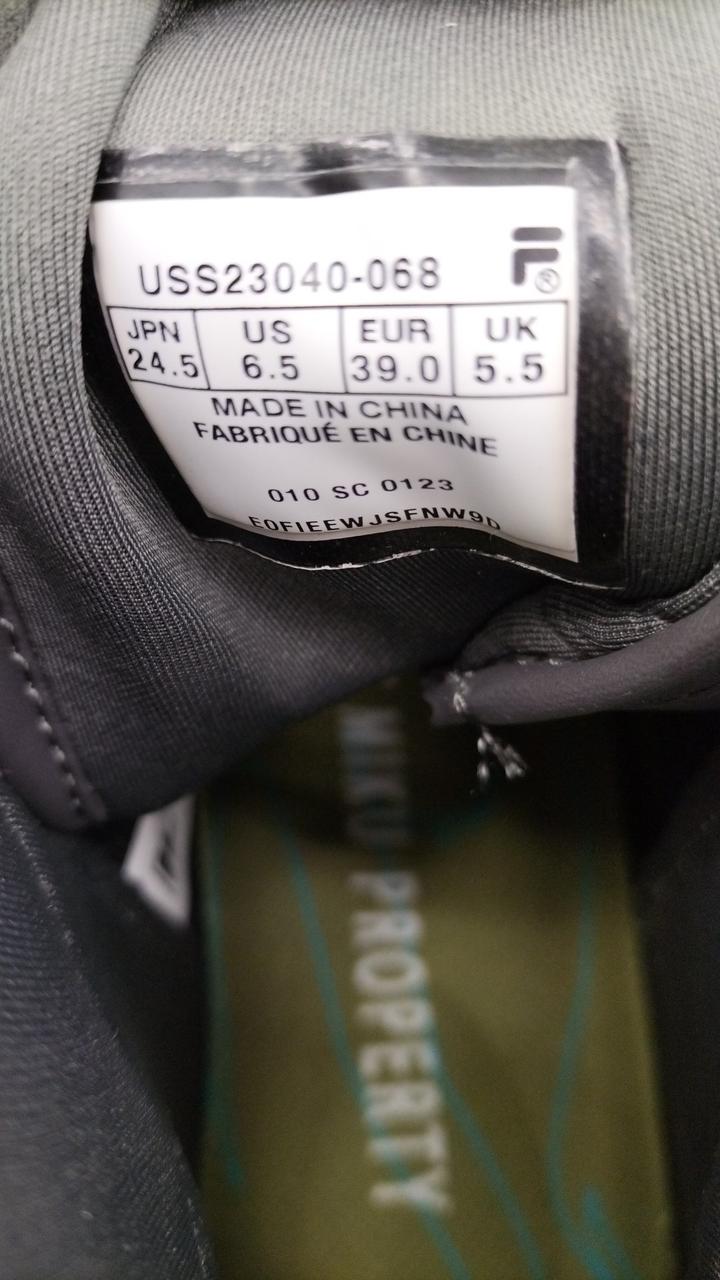 USS23040-068
F®
JPN US EUR UK
24.5 6.5 39.0 5.5
MADE IN CHINA
FABRIQUÉ EN CHINE
010 SC 0123
E0FIEEWJSFNW9D
PROPERTY